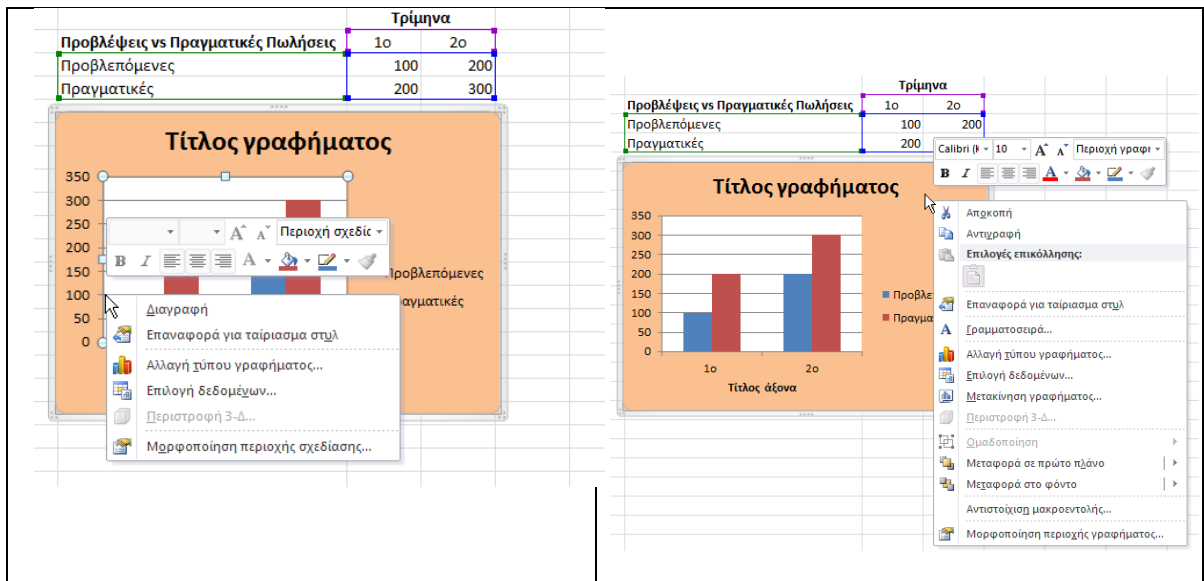 Τρίμηνα
Προβλέψεις vs Πραγματικές Πωλήσεις 1ο 2ο
Προβλεπόμενες 100 200
Πραγματικές 200 300
Τίτλος γραφήματος
350
300
250
200
150
100
50
0
Περιοχή σχεδίς
B I A
Προβλεπόμενες
Διαγραφή
Επαναφορά για ταίριασμα στυλ
Αλλαγή τύπου γραφήματος...
Επιλογή δεδομένων...
Περιστροφή 3-Δ...
Μορφοποίηση περιοχής σχεδίασης...
Τρίμηνα
Προβλέψεις vs Πραγματικές Πωλήσεις 1ο 2ο
Προβλεπόμενες 100 200
Πραγματικές 200
Calibri (Κ 10 A A Περιοχή γραφι
B I A
Τίτλος γραφήματος
350
300
250
200
150
100
50
0
1ο 2ο
Τίτλος άξονα
Προβλε
Πραγμα
Αποκοπή
Αντιγραφή
Επιλογές επικόλλησης:
Επαναφορά για ταίριασμα στυλ
Γραμματοσειρά...
Αλλαγή τύπου γραφήματος...
Επιλογή δεδομένων...
Μετακίνηση γραφήματος...
Περιστροφή 3-Δ...
Ομαδοποίηση
Μεταφορά σε πρώτο πλάνο
Μεταφορά στο φόντο
Αντιστοίχιση μακροεντολής...
Μορφοποίηση περιοχής γραφήματος...